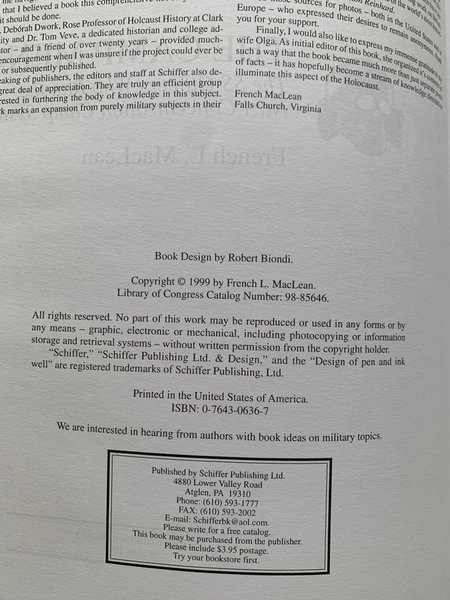 that I believed a book this comprehensive
it should be done.
Debórah Dwork, Rose Professor of Holocaust History at Clark
ity and Dr. Tom Veve, a dedicated historian and college ad-
tor – and a friend of over twenty years – provided much-
encouragement when I was unsure if the project could ever be
or subsequently published.
eaking of publishers, the editors and staff at Schiffer also de-
great deal of appreciation. They are truly an efficient group
rested in furthering the body of knowledge in this subject.
rk marks an expansion from purely military subjects in their
Reinhard.
sources for photos – both in the United States
Europe – who expressed their desires to remain anonymous
you for your support.
Finally, I would also like to express my immense gratitude
wife Olga. As initial editor of this book, she organized it's
such a way that the book became much more than just
of facts – it has hopefully become a stream of knowledge
illuminate this aspect of the Holocaust.
French MacLean
Falls Church, Virginia
French L. MacLean
Book Design by Robert Biondi.
Copyright © 1999 by French L. MacLean.
Library of Congress Catalog Number: 98-85646.
All rights reserved. No part of this work may be reproduced or used in any forms or by
any means – graphic, electronic or mechanical, including photocopying or information
storage and retrieval systems – without written permission from the copyright holder.
"Schiffer," "Schiffer Publishing Ltd. & Design," and the "Design of pen and ink
well" are registered trademarks of Schiffer Publishing, Ltd.
Printed in the United States of America.
ISBN: 0-7643-0636-7
We are interested in hearing from authors with book ideas on military topics.
Published by Schiffer Publishing Ltd.
4880 Lower Valley Road
Atglen, PA 19310
Phone: (610) 593-1777
FAX: (610) 593-2002
E-mail: Schifferbk@aol.com.
Please write for a free catalog.
This book may be purchased from the publisher.
Please include $3.95 postage.
Try your bookstore first.